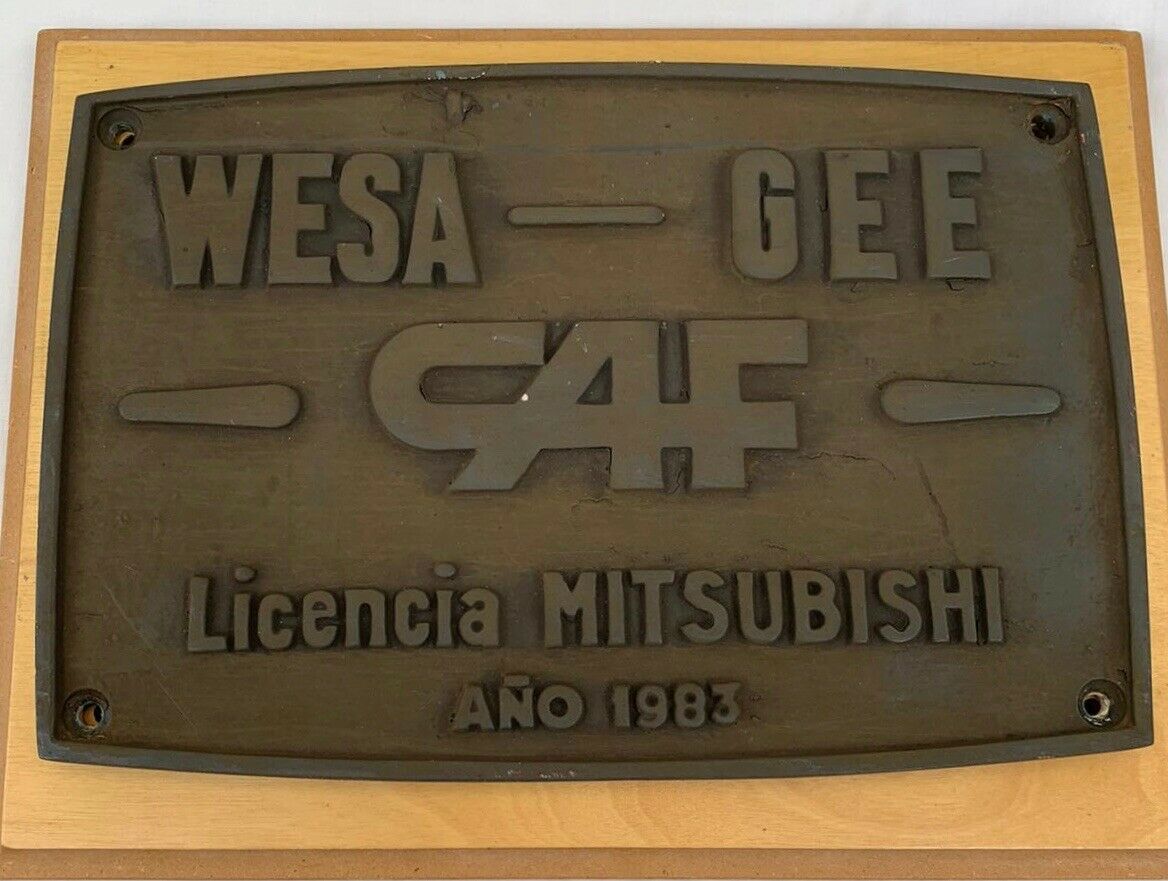 WESA — GEE
CAF
Licencia MITSUBISHI
AÑO 1983